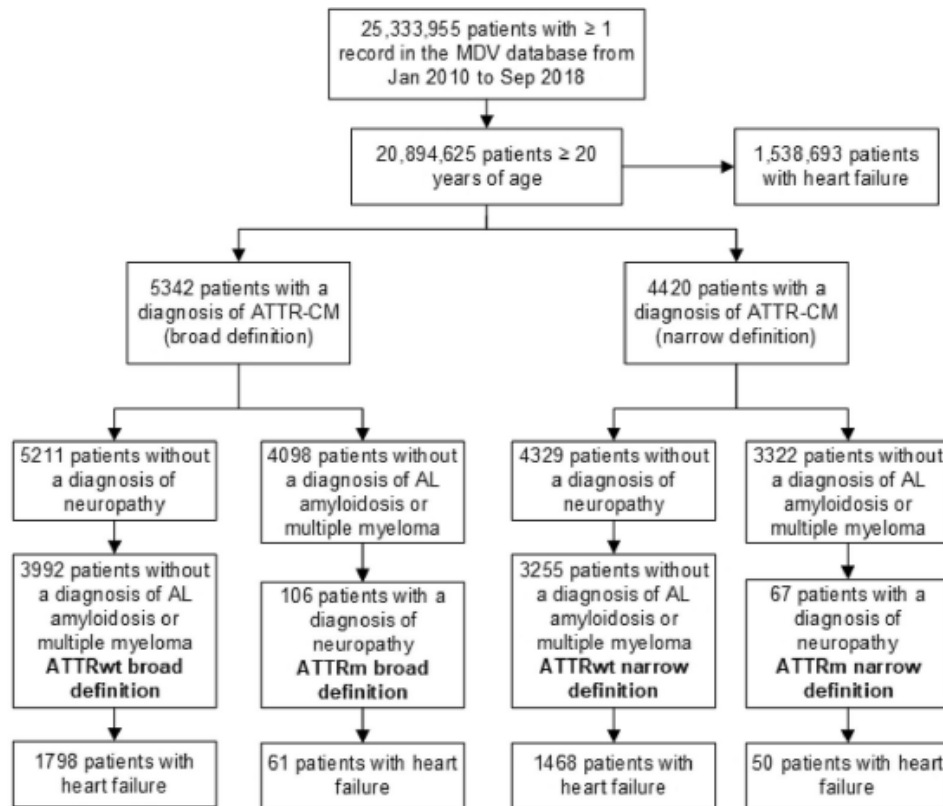 25,333,955 patients with ≥ 1
record in the MDV database from
Jan 2010 to Sep 2018
20,894,625 patients ≥ 20
years of age
1,538,693 patients
with heart failure
5342 patients with a
diagnosis of ATTR-CM
(broad definition)
4420 patients with a
diagnosis of ATTR-CM
(narrow definition)
5211 patients without
a diagnosis of
neuropathy
4098 patients without
a diagnosis of AL
amyloidosis or
multiple myeloma
4329 patients without
a diagnosis of
neuropathy
3322 patients without
a diagnosis of AL
amyloidosis or
multiple myeloma
3992 patients without
a diagnosis of AL
amyloidosis or
multiple myeloma
ATTRwt broad
definition
106 patients with a
diagnosis of
neuropathy
ATTRm broad
definition
3255 patients without
a diagnosis of AL
amyloidosis or
multiple myeloma
ATTRwt narrow
definition
67 patients with a
diagnosis of
neuropathy
ATTRm narrow
definition
1798 patients with
heart failure
61 patients with heart
failure
1468 patients with
heart failure
50 patients with heart
failure